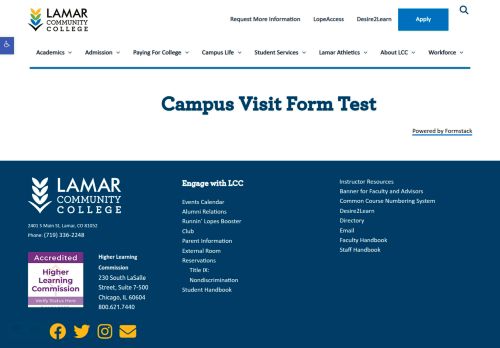 LAMAR
COMMUNITY
COLLEGE
Request More Information
LopeAccess
Desire2Learn
Apply
Academics
Admission
Paying For College
Campus Life
Student Services
Lamar Athletics
About LCC
Workforce
Campus Visit Form Test
Powered by Formstack
LAMAR
COMMUNITY
COLLEGE
2401 S Main St, Lamar, CO 81052
Phone: (719) 336-2248
Accredited
Higher
Learning
Commission
Verify Status Here
Higher Learning
Commission
230 South LaSalle
Street, Suite 7-500
Chicago, IL 60604
800.621.7440
Engage with LCC
Events Calendar
Alumni Relations
Runnin' Lopes Booster
Club
Parent Information
External Room
Reservations
Title IX:
Nondiscrimination
Student Handbook
Instructor Resources
Banner for Faculty and Advisors
Common Course Numbering System
Desire2Learn
Directory
Email
Faculty Handbook
Staff Handbook